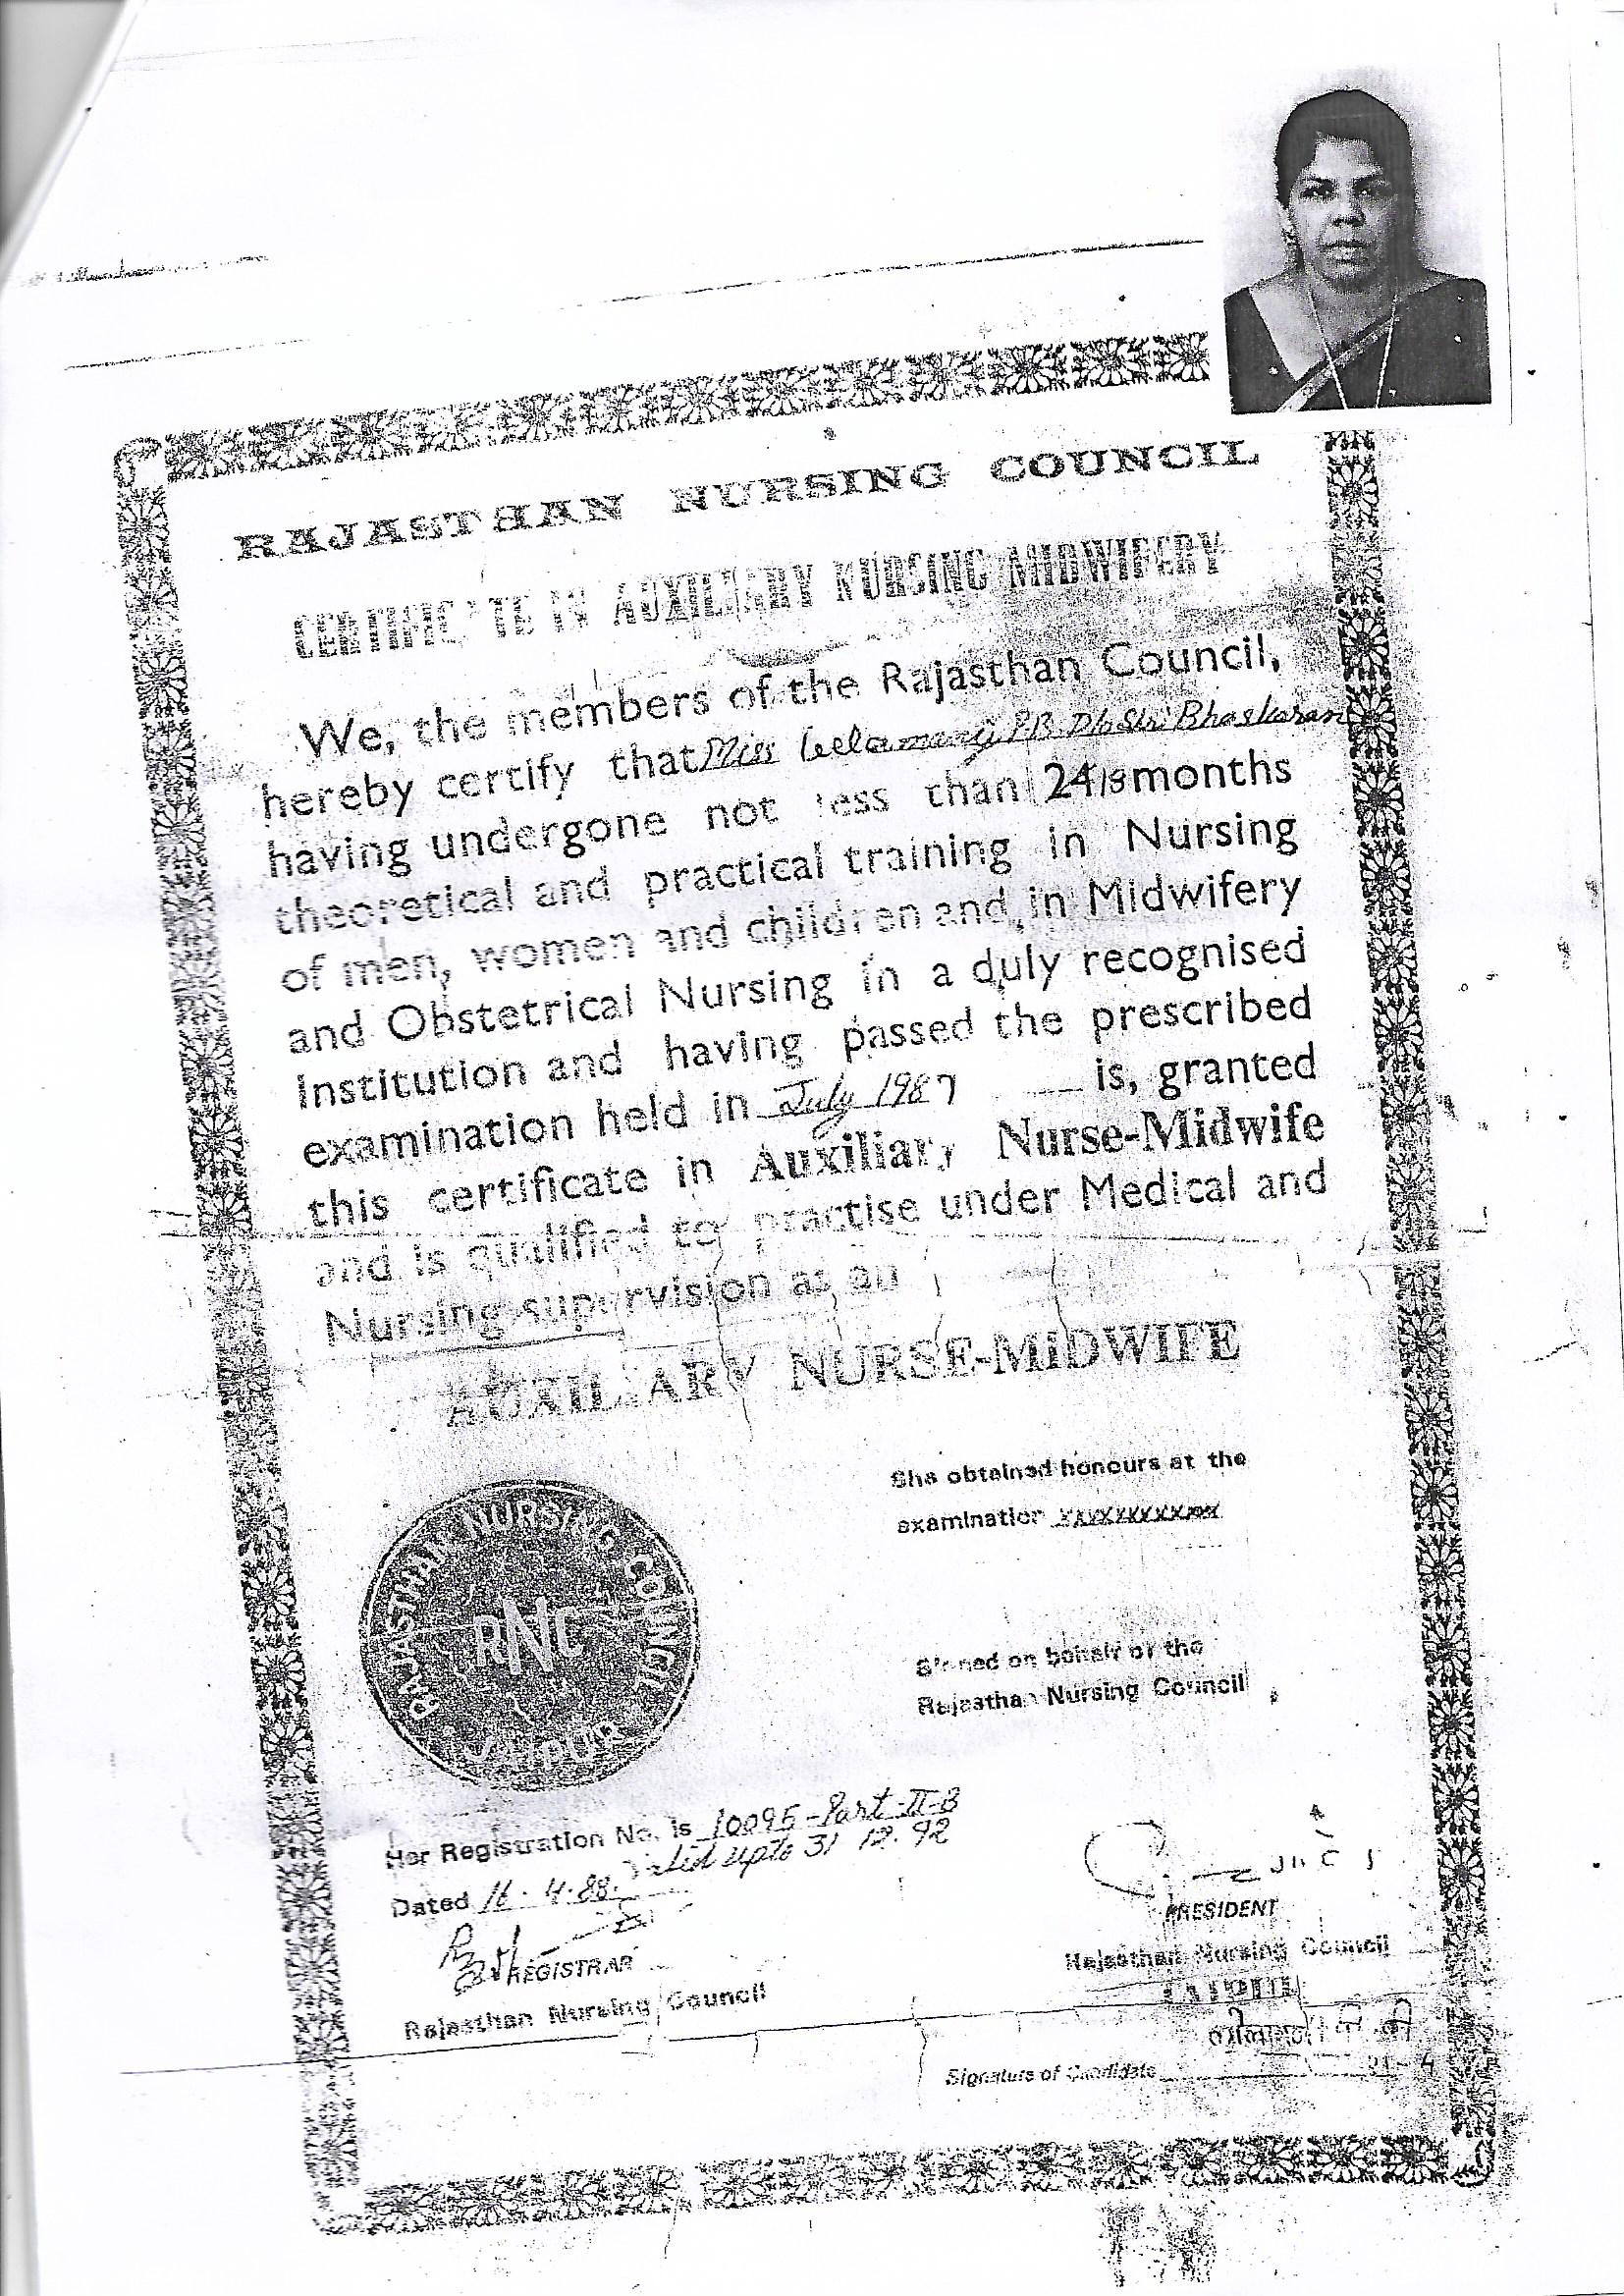 RAJASTHAN NURSING COUNCIL
CERTIFICATE IN AUXILIARY NURSING MIDWIFERY
We, the members of the Rajasthan Council,
hereby certify that Miss Leelamany P.B. D/o Shri Bhaskaran
having undergone not less than 24/18 months
theoretical and practical training in Nursing
of men, women and children and in Midwifery
and Obstetrical Nursing in a duly recognised
institution and having passed the prescribed
examination held in July 1987 is, granted
this certificate in Auxiliary Nurse-Midwife
and is qualified to practise under Medical and
Nursing supervision as an
AUXILIARY NURSE-MIDWIFE
She obtained honours at the
examination xxxxxxxxxxx
RAJASTHAN NURSING COUNCIL
RNC
JAIPUR
Signed on behalf of the
Rajasthan Nursing Council
Her Registration No. is 10095-Part-II-B
Valid upto 31.12.92
Dated 16.4.88.
REGISTRAR
Rajasthan Nursing Council
PRESIDENT
Rajasthan Nursing Council
JAIPUR
Signature of Candidate